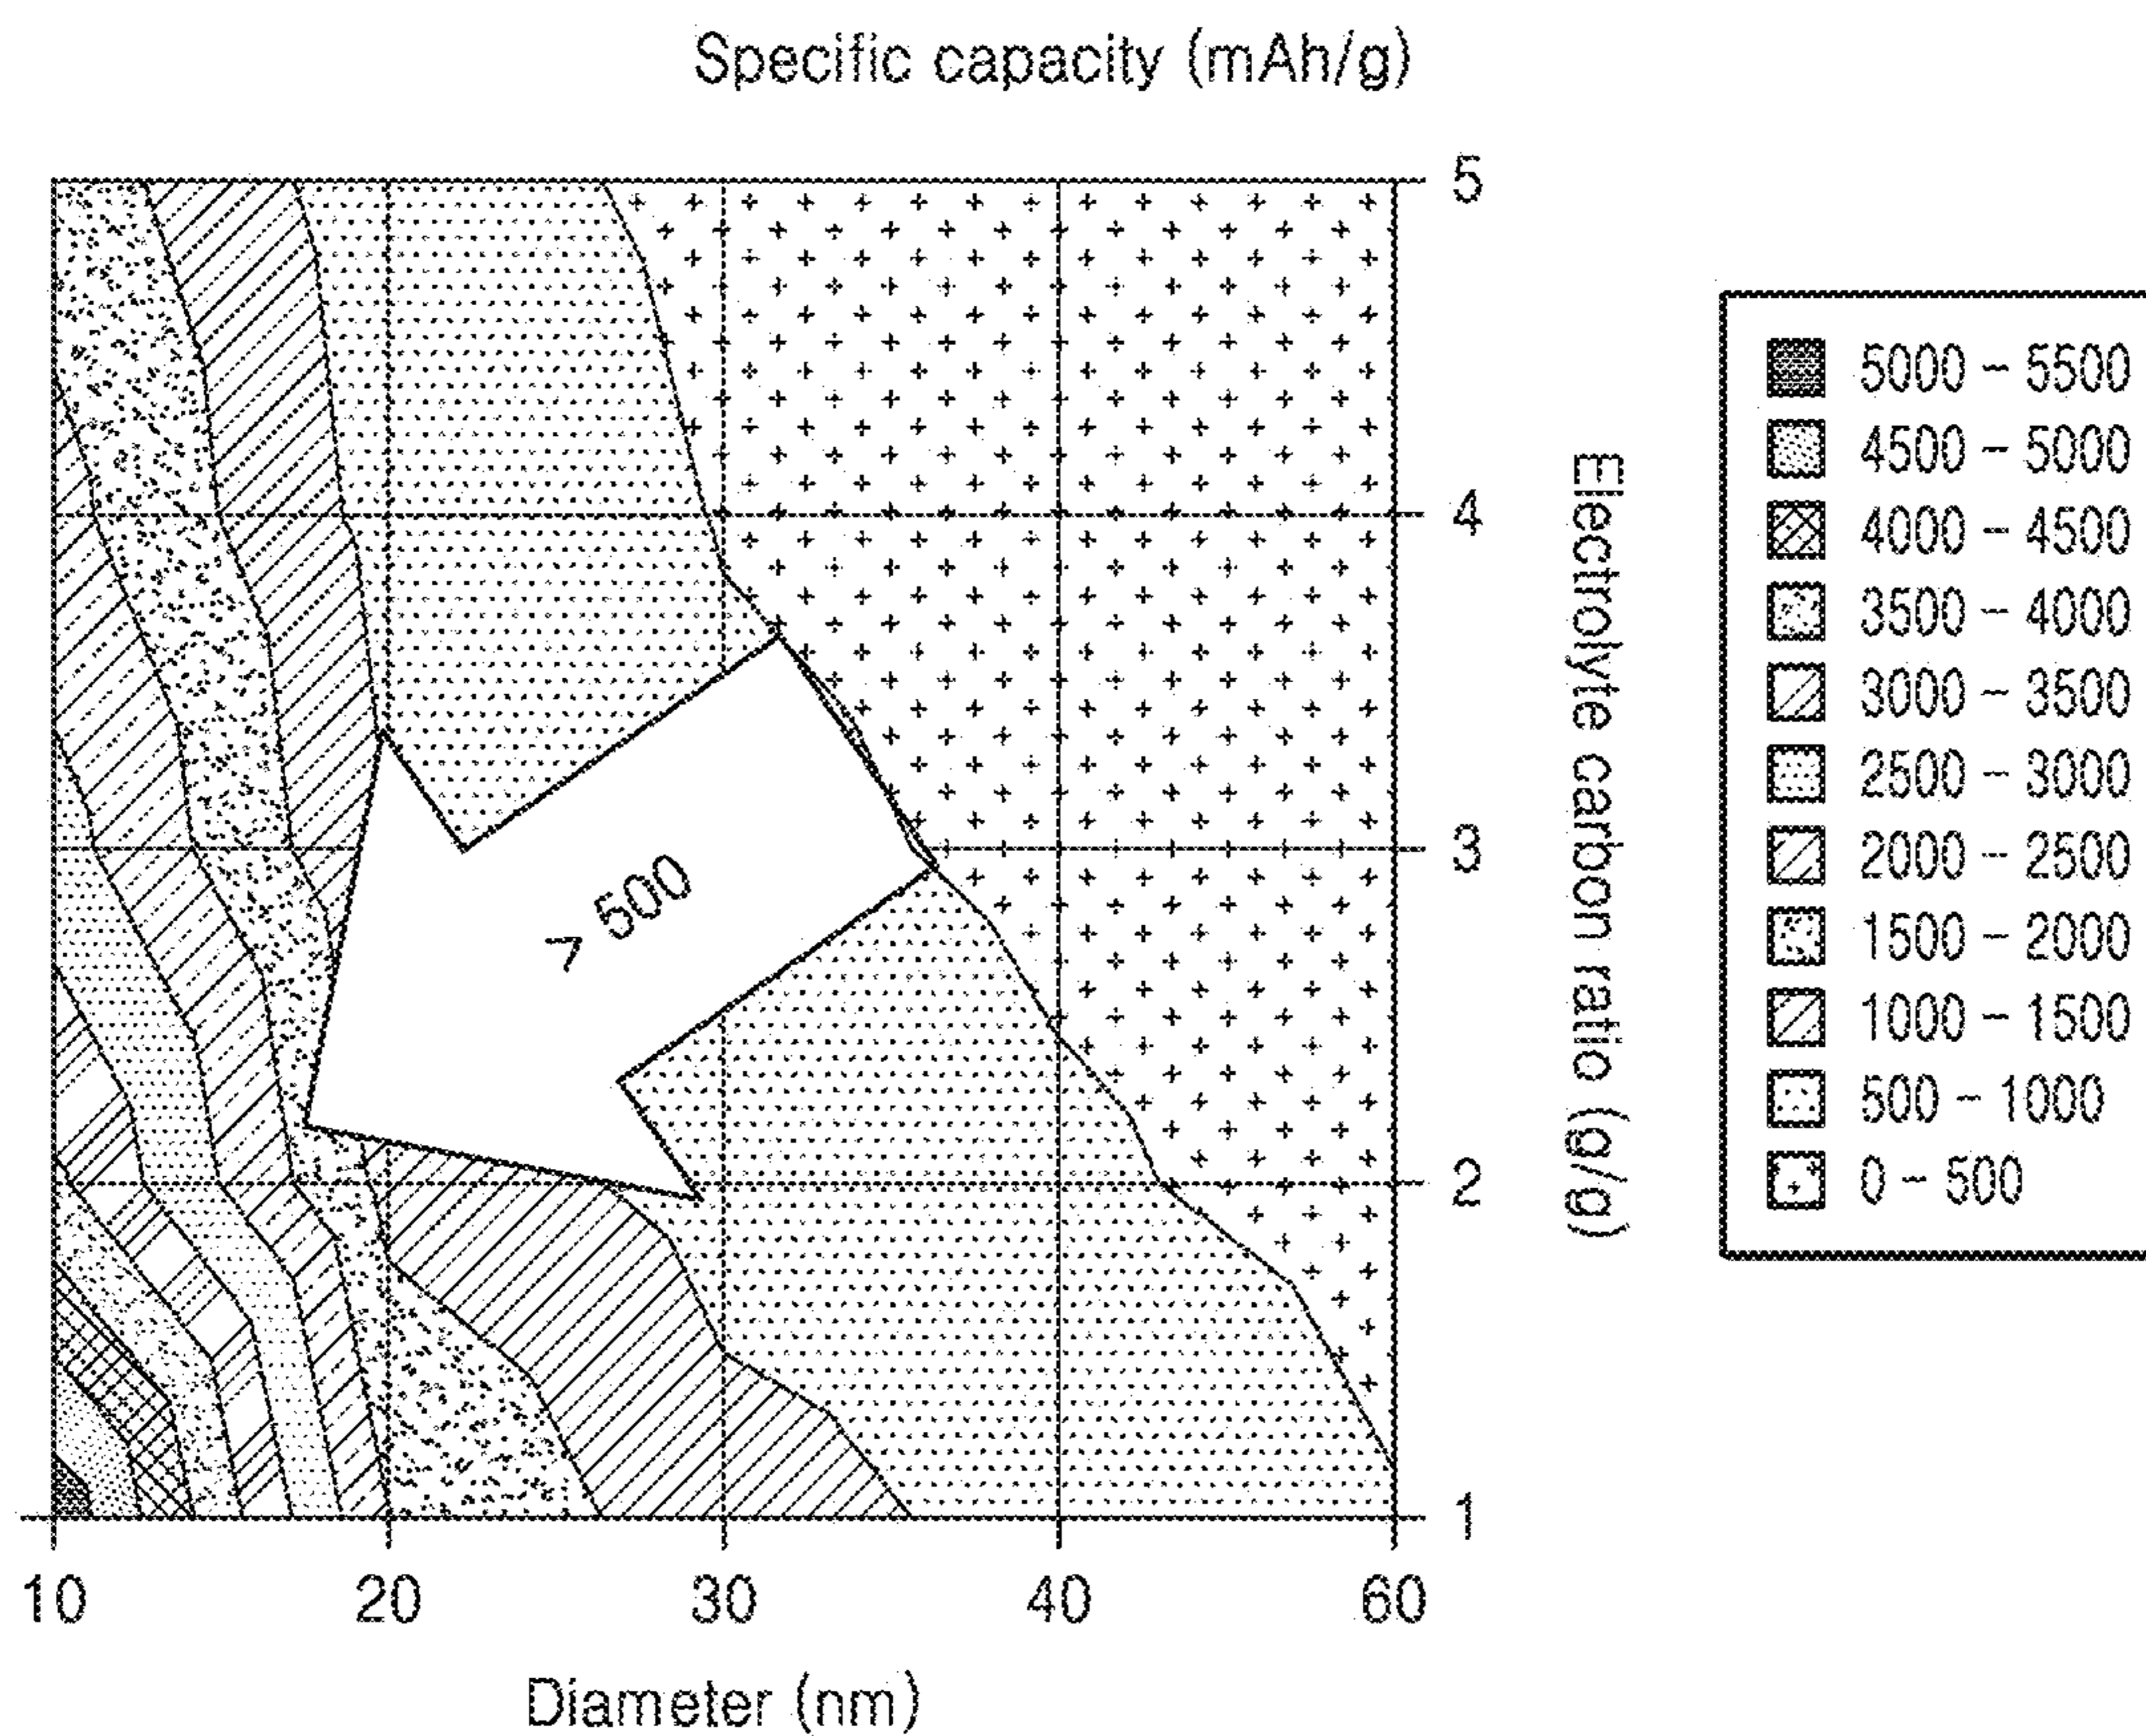 Specific capacity (mAh/g)
5
4
3
2
1
Electrolyte carbon ratio (g/g)
> 500
10 20 30 40 60
Diameter (nm)
5000 - 5500
4500 - 5000
4000 - 4500
3500 - 4000
3000 - 3500
2500 - 3000
2000 - 2500
1500 - 2000
1000 - 1500
500 - 1000
0 - 500